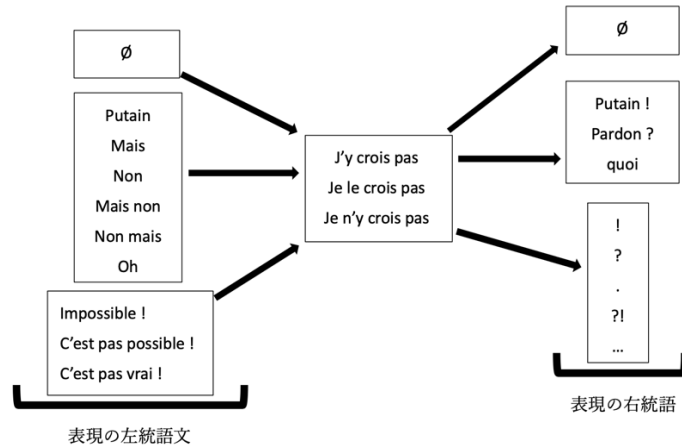 Ø
Putain
Mais
Non
Mais non
Non mais
Oh
Impossible !
C'est pas possible !
C'est pas vrai !
表現の左統語文
J'y crois pas
Je le crois pas
Je n'y crois pas
Ø
Putain !
Pardon ?
quoi
!
?
.
?!
...
表現の右統語